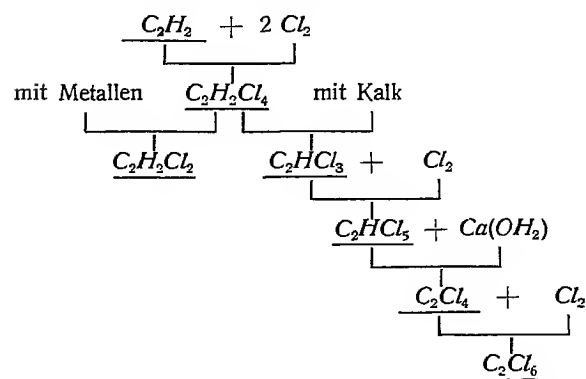 C₂H₂ + 2 Cl₂
mit Metallen C₂H₂Cl₄ mit Kalk
C₂H₂Cl₂ C₂HCl₃ + Cl₂
C₂HCl₅ + Ca(OH₂)
C₂Cl₄ + Cl₂
C₂Cl₆